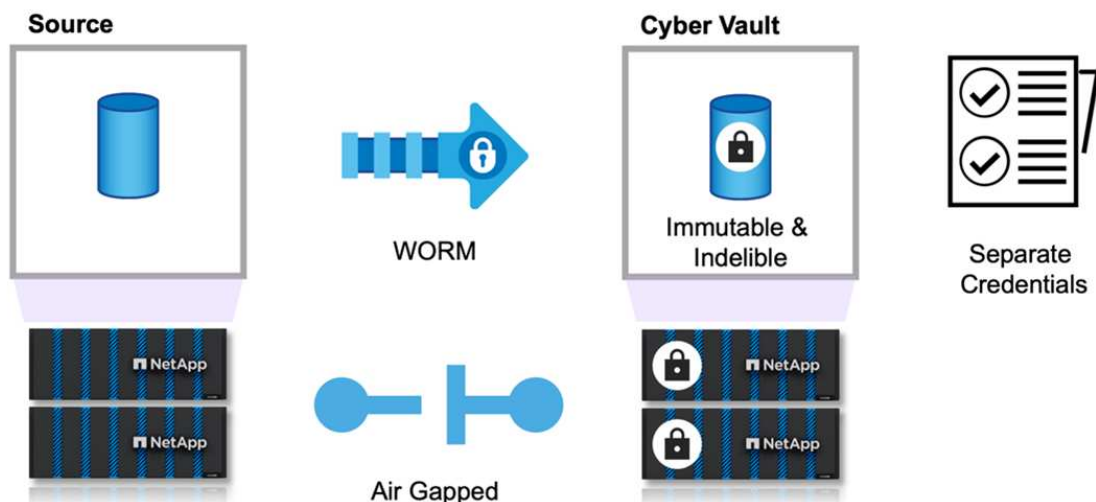 Source
Cyber Vault
WORM
Immutable &
Indelible
Separate
Credentials
NetApp
NetApp
NetApp
NetApp
Air Gapped